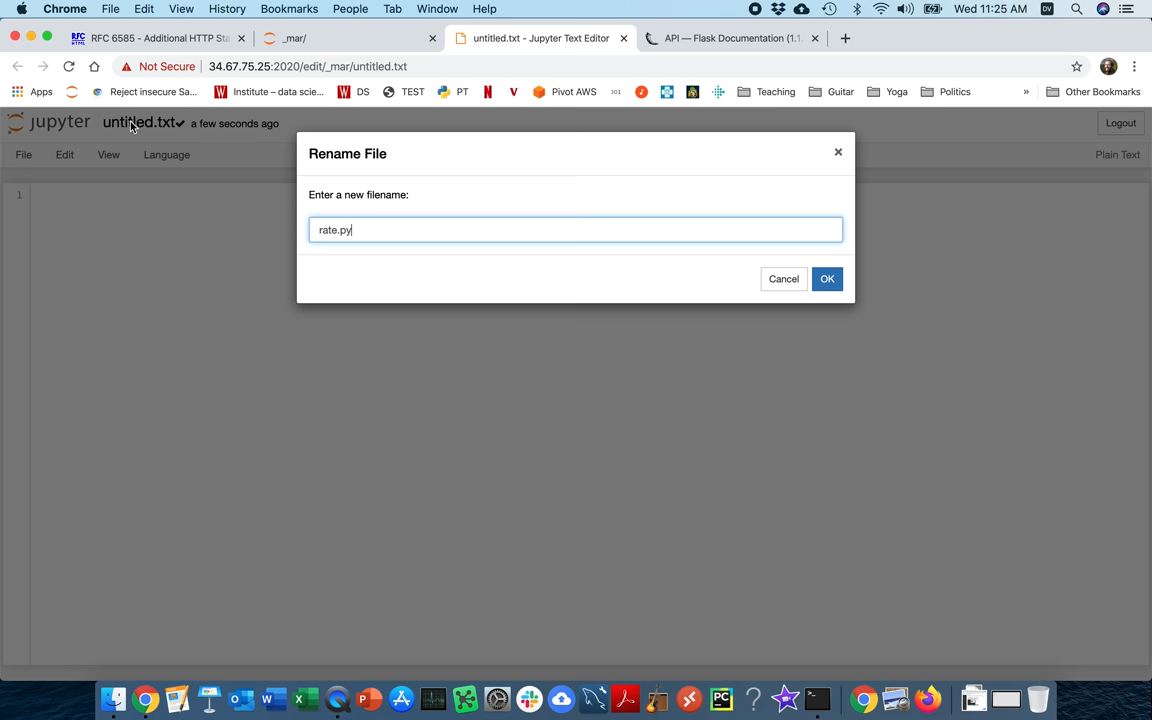 Chrome File Edit View History Bookmarks People Tab Window Help Wed 11:25 AM DV
RFC HTML RFC 6585 - Additional HTTP Sta _mar/ untitled.txt - Jupyter Text Editor API — Flask Documentation (1.1.
Not Secure 34.67.75.25:2020/edit/_mar/untitled.txt
Apps Reject insecure Sa... Institute – data scie... DS TEST PT N V Pivot AWS Teaching Guitar Yoga Politics » Other Bookmarks
jupyter untitled.txt a few seconds ago Logout
File Edit View Language Plain Text
Rename File ×
Enter a new filename:
1
rate.py
Cancel OK